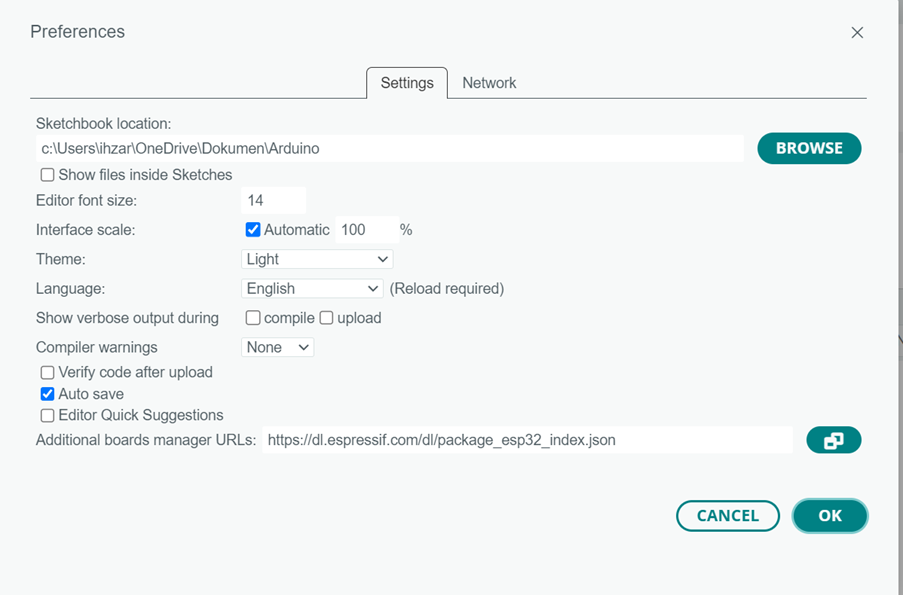 Preferences
Settings Network
Sketchbook location:
c:\Users\ihzar\OneDrive\Dokumen\Arduino BROWSE
Show files inside Sketches
Editor font size: 14
Interface scale: Automatic 100 %
Theme: Light
Language: English (Reload required)
Show verbose output during compile upload
Compiler warnings None
Verify code after upload
Auto save
Editor Quick Suggestions
Additional boards manager URLs: https://dl.espressif.com/dl/package_esp32_index.json
CANCEL OK